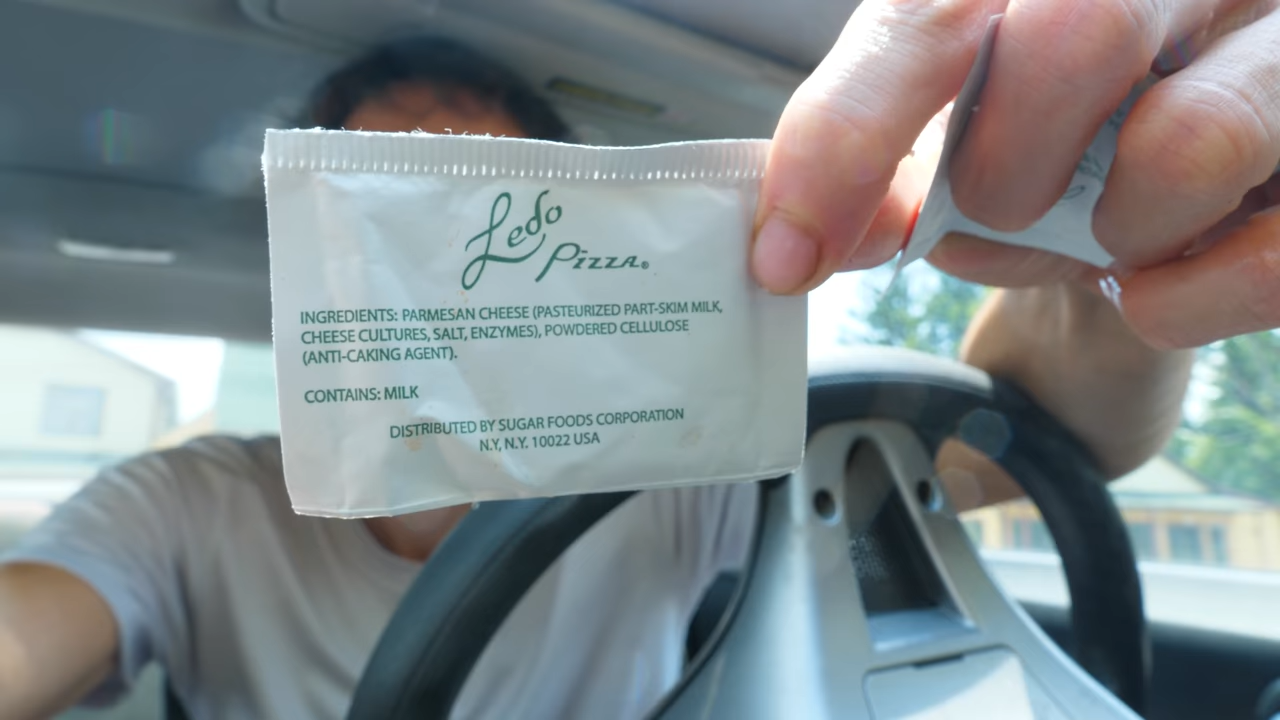 Ledo
Pizza®
INGREDIENTS: PARMESAN CHEESE (PASTEURIZED PART-SKIM MILK,
CHEESE CULTURES, SALT, ENZYMES), POWDERED CELLULOSE
(ANTI-CAKING AGENT).
CONTAINS: MILK
DISTRIBUTED BY SUGAR FOODS CORPORATION
N.Y, N.Y. 10022 USA